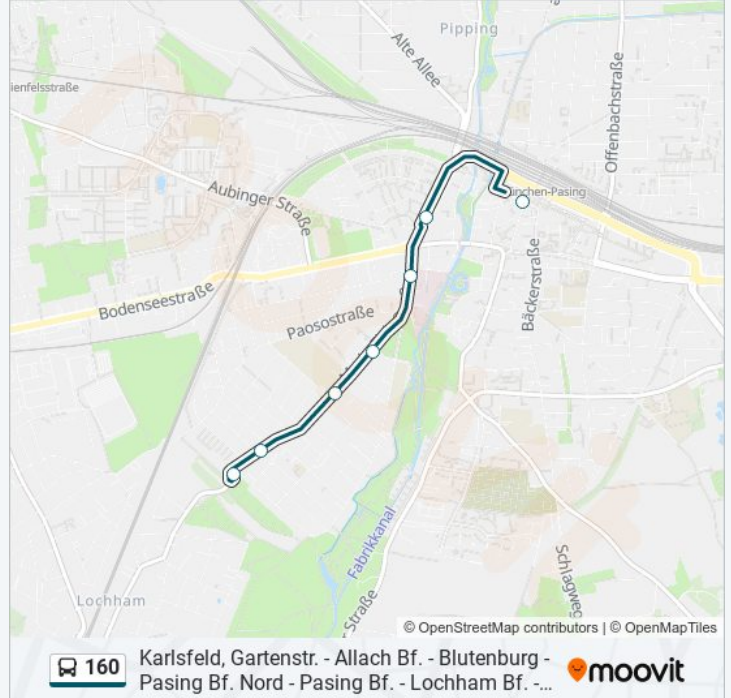 Pipping
Alte Allee
ienfelsstraße
Offenbachstraße
Aubinger Straße
ünchen-Pasing
Bäckerstraße
Bodenseestraße
Paosostraße
Fabrikkanal
Schlagweg
Lochham
r Straße
© OpenStreetMap contributors | © OpenMapTiles
160
Karlsfeld, Gartenstr. - Allach Bf. - Blutenburg -
Pasing Bf. Nord - Pasing Bf. - Lochham Bf. -...
moovit